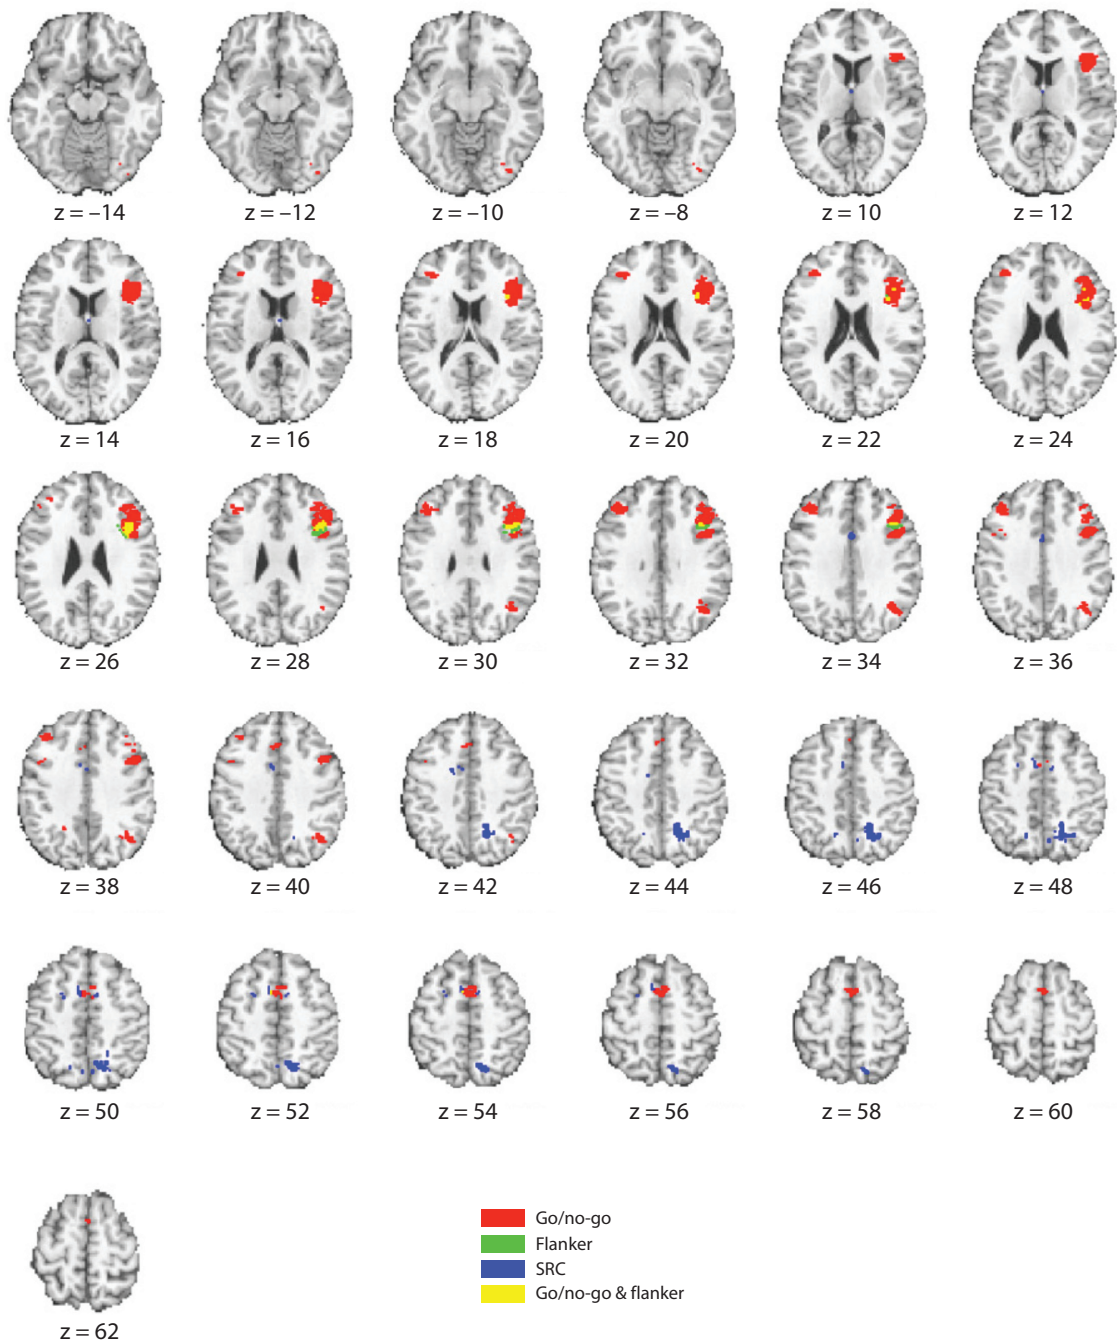 z = –14
z = –12
z = –10
z = –8
z = 10
z = 12
z = 14
z = 16
z = 18
z = 20
z = 22
z = 24
z = 26
z = 28
z = 30
z = 32
z = 34
z = 36
z = 38
z = 40
z = 42
z = 44
z = 46
z = 48
z = 50
z = 52
z = 54
z = 56
z = 58
z = 60
z = 62
Go/no-go
Flanker
SRC
Go/no-go & flanker